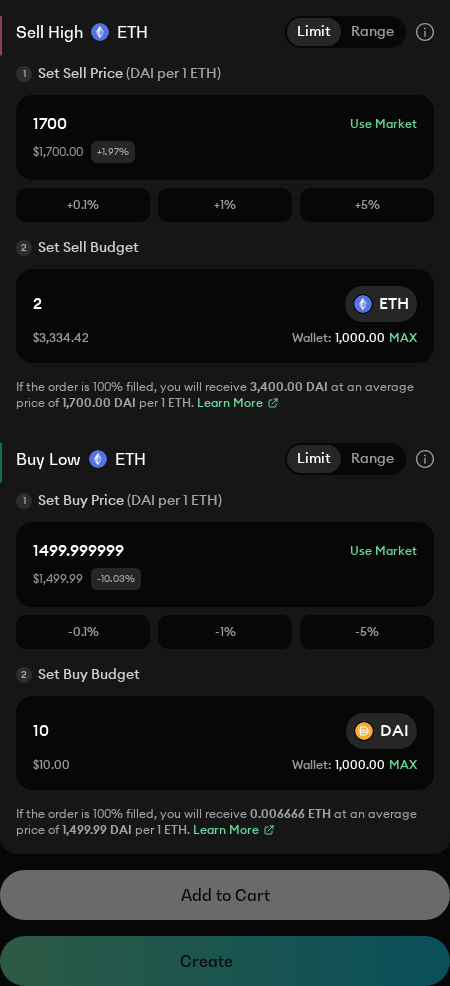 Sell High ETH Limit Range
1 Set Sell Price (DAI per 1 ETH)
1700 Use Market
$1,700.00 +1.97%
+0.1% +1% +5%
2 Set Sell Budget
2 ETH
$3,334.42 Wallet: 1,000.00 MAX
If the order is 100% filled, you will receive 3,400.00 DAI at an average
price of 1,700.00 DAI per 1 ETH. Learn More
Buy Low ETH Limit Range
1 Set Buy Price (DAI per 1 ETH)
1499.999999 Use Market
$1,499.99 -10.03%
-0.1% -1% -5%
2 Set Buy Budget
10 DAI
$10.00 Wallet: 1,000.00 MAX
If the order is 100% filled, you will receive 0.006666 ETH at an average
price of 1,499.99 DAI per 1 ETH. Learn More
Add to Cart
Create